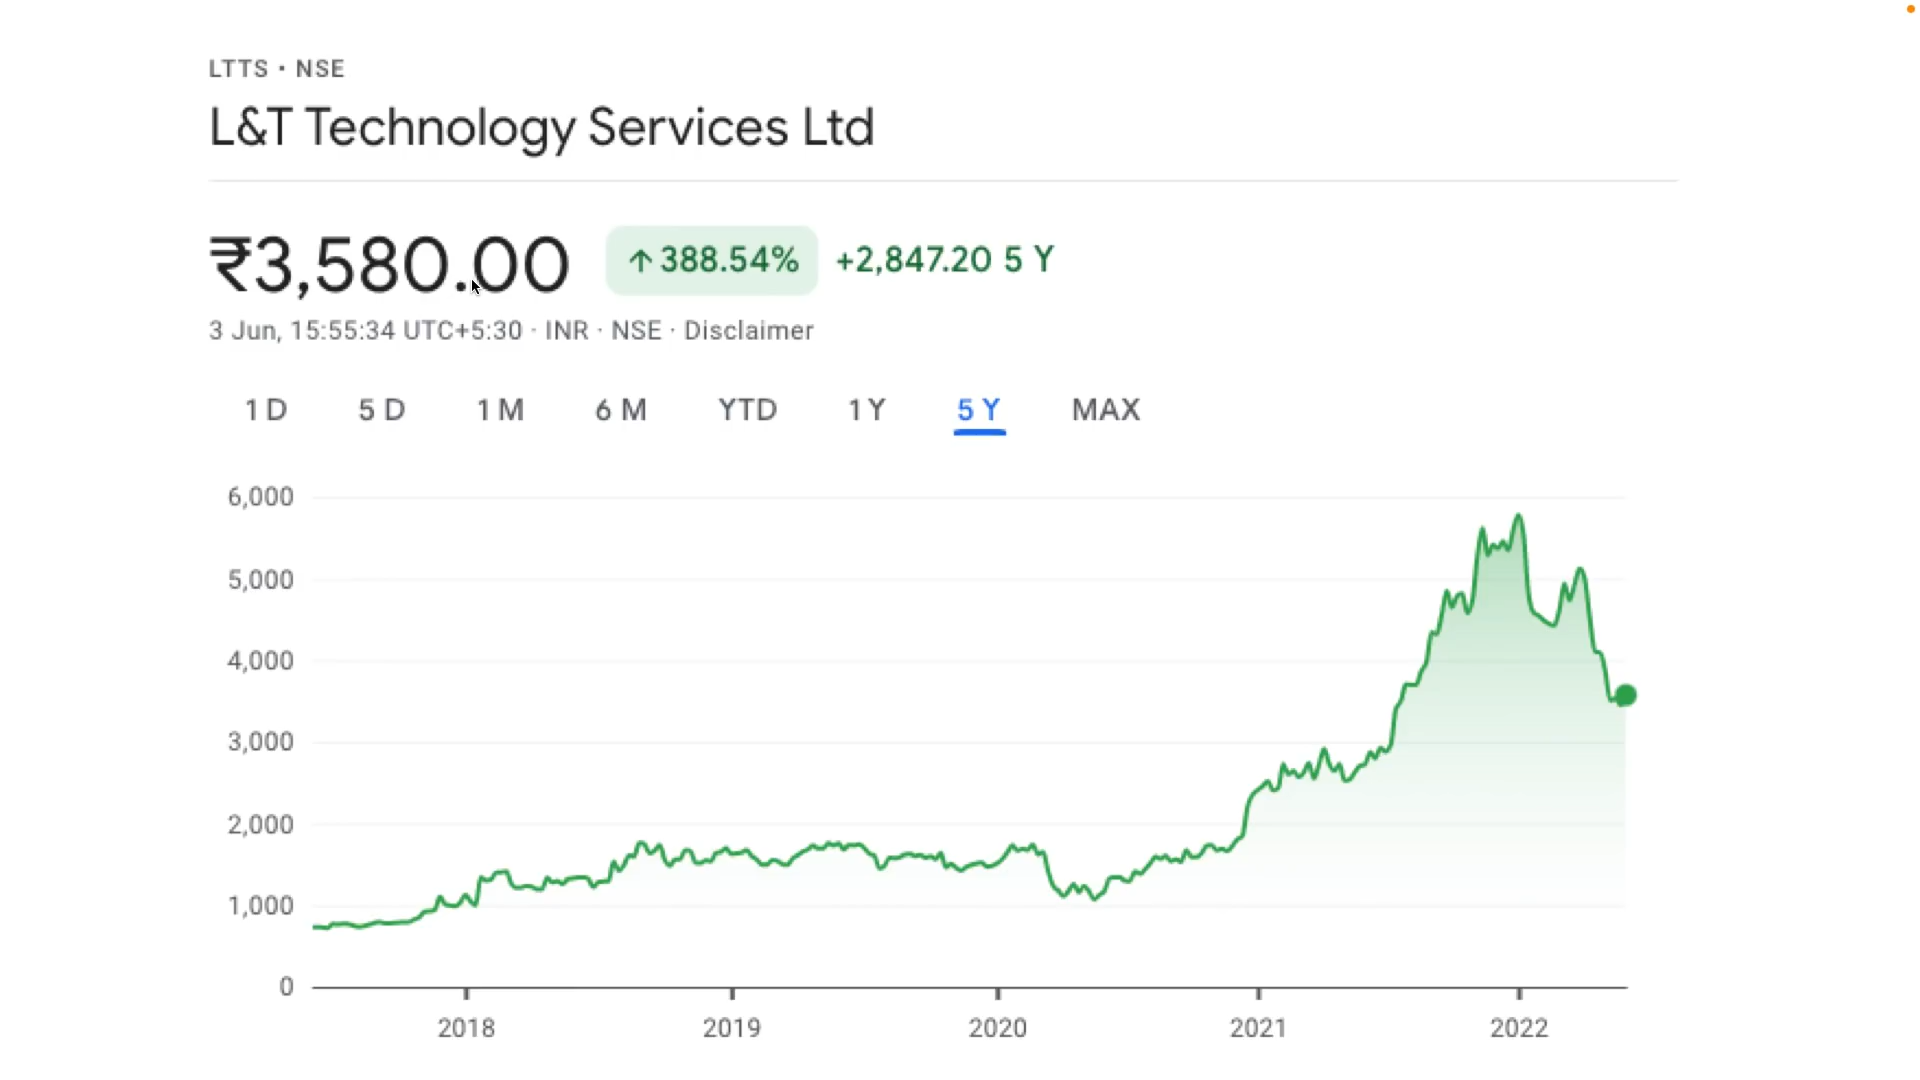 LTTS • NSE
L&T Technology Services Ltd
₹3,580.00 ↑ 388.54% +2,847.20 5 Y
3 Jun, 15:55:34 UTC+5:30 · INR · NSE · Disclaimer
1 D 5 D 1 M 6 M YTD 1 Y 5 Y MAX
6,000
5,000
4,000
3,000
2,000
1,000
0
2018 2019 2020 2021 2022